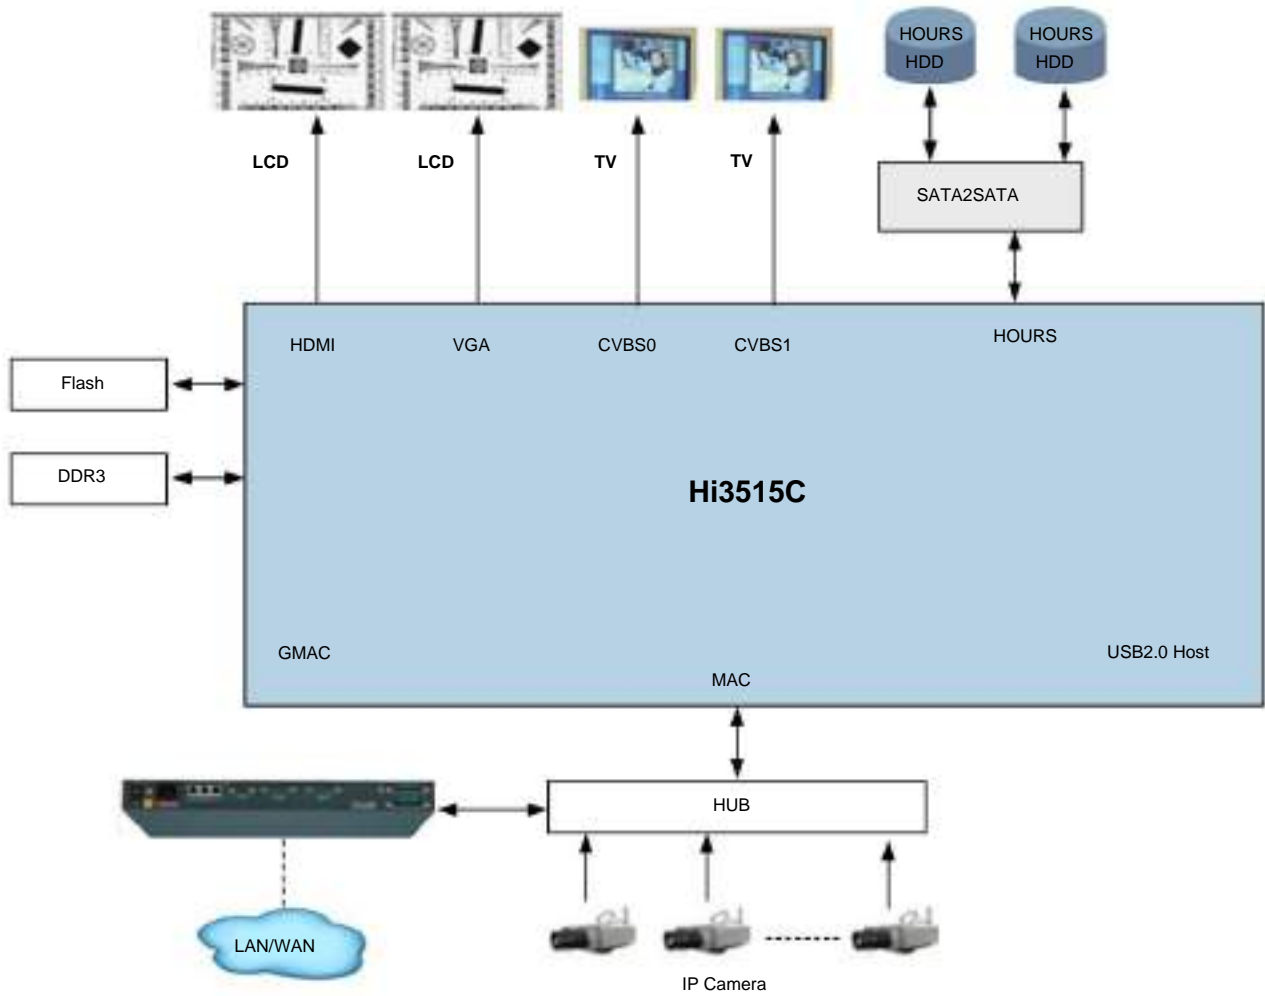 HOURS
HDD
HOURS
HDD
LCD
LCD
TV
TV
SATA2SATA
HDMI
VGA
CVBS0
CVBS1
HOURS
Flash
DDR3
Hi3515C
GMAC
MAC
USB2.0 Host
HUB
LAN/WAN
IP Camera